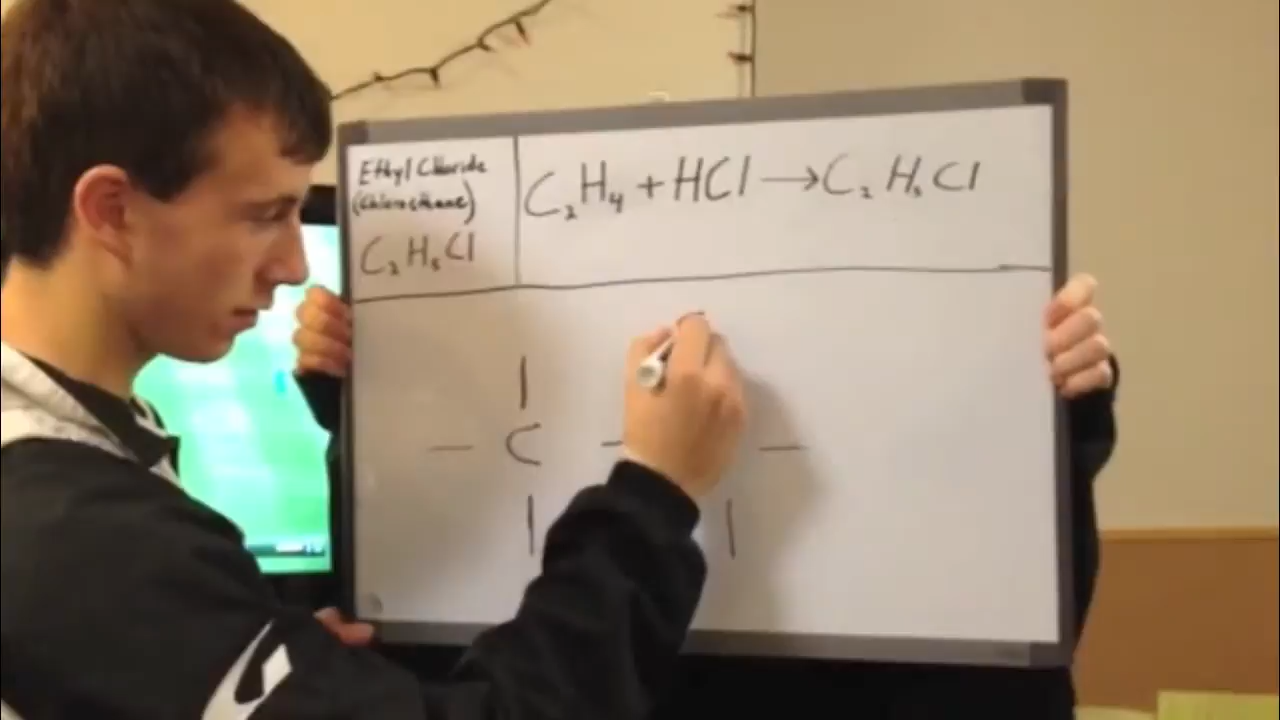 Ethyl Chloride
(Chloroethane)
C₂H₅Cl
C₂H₄ + HCl → C₂H₅Cl
C